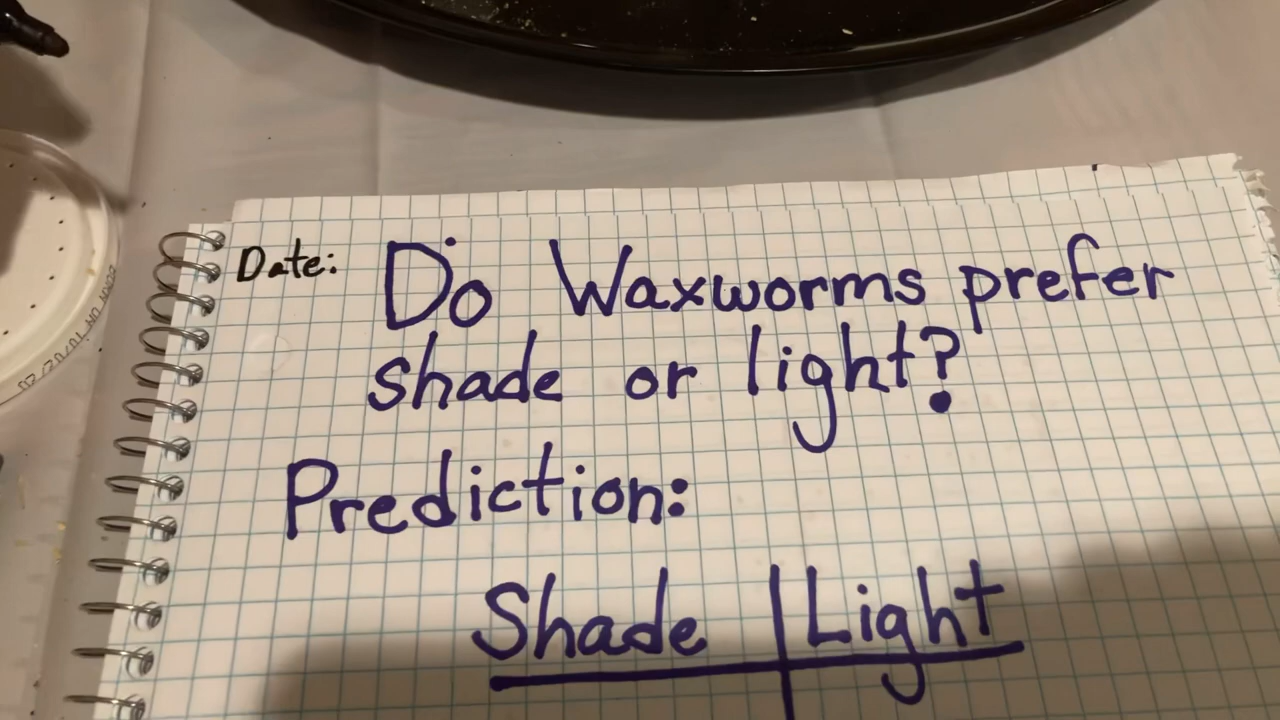 Date: Do Waxworms prefer
shade or light?
Prediction:
Shade | Light